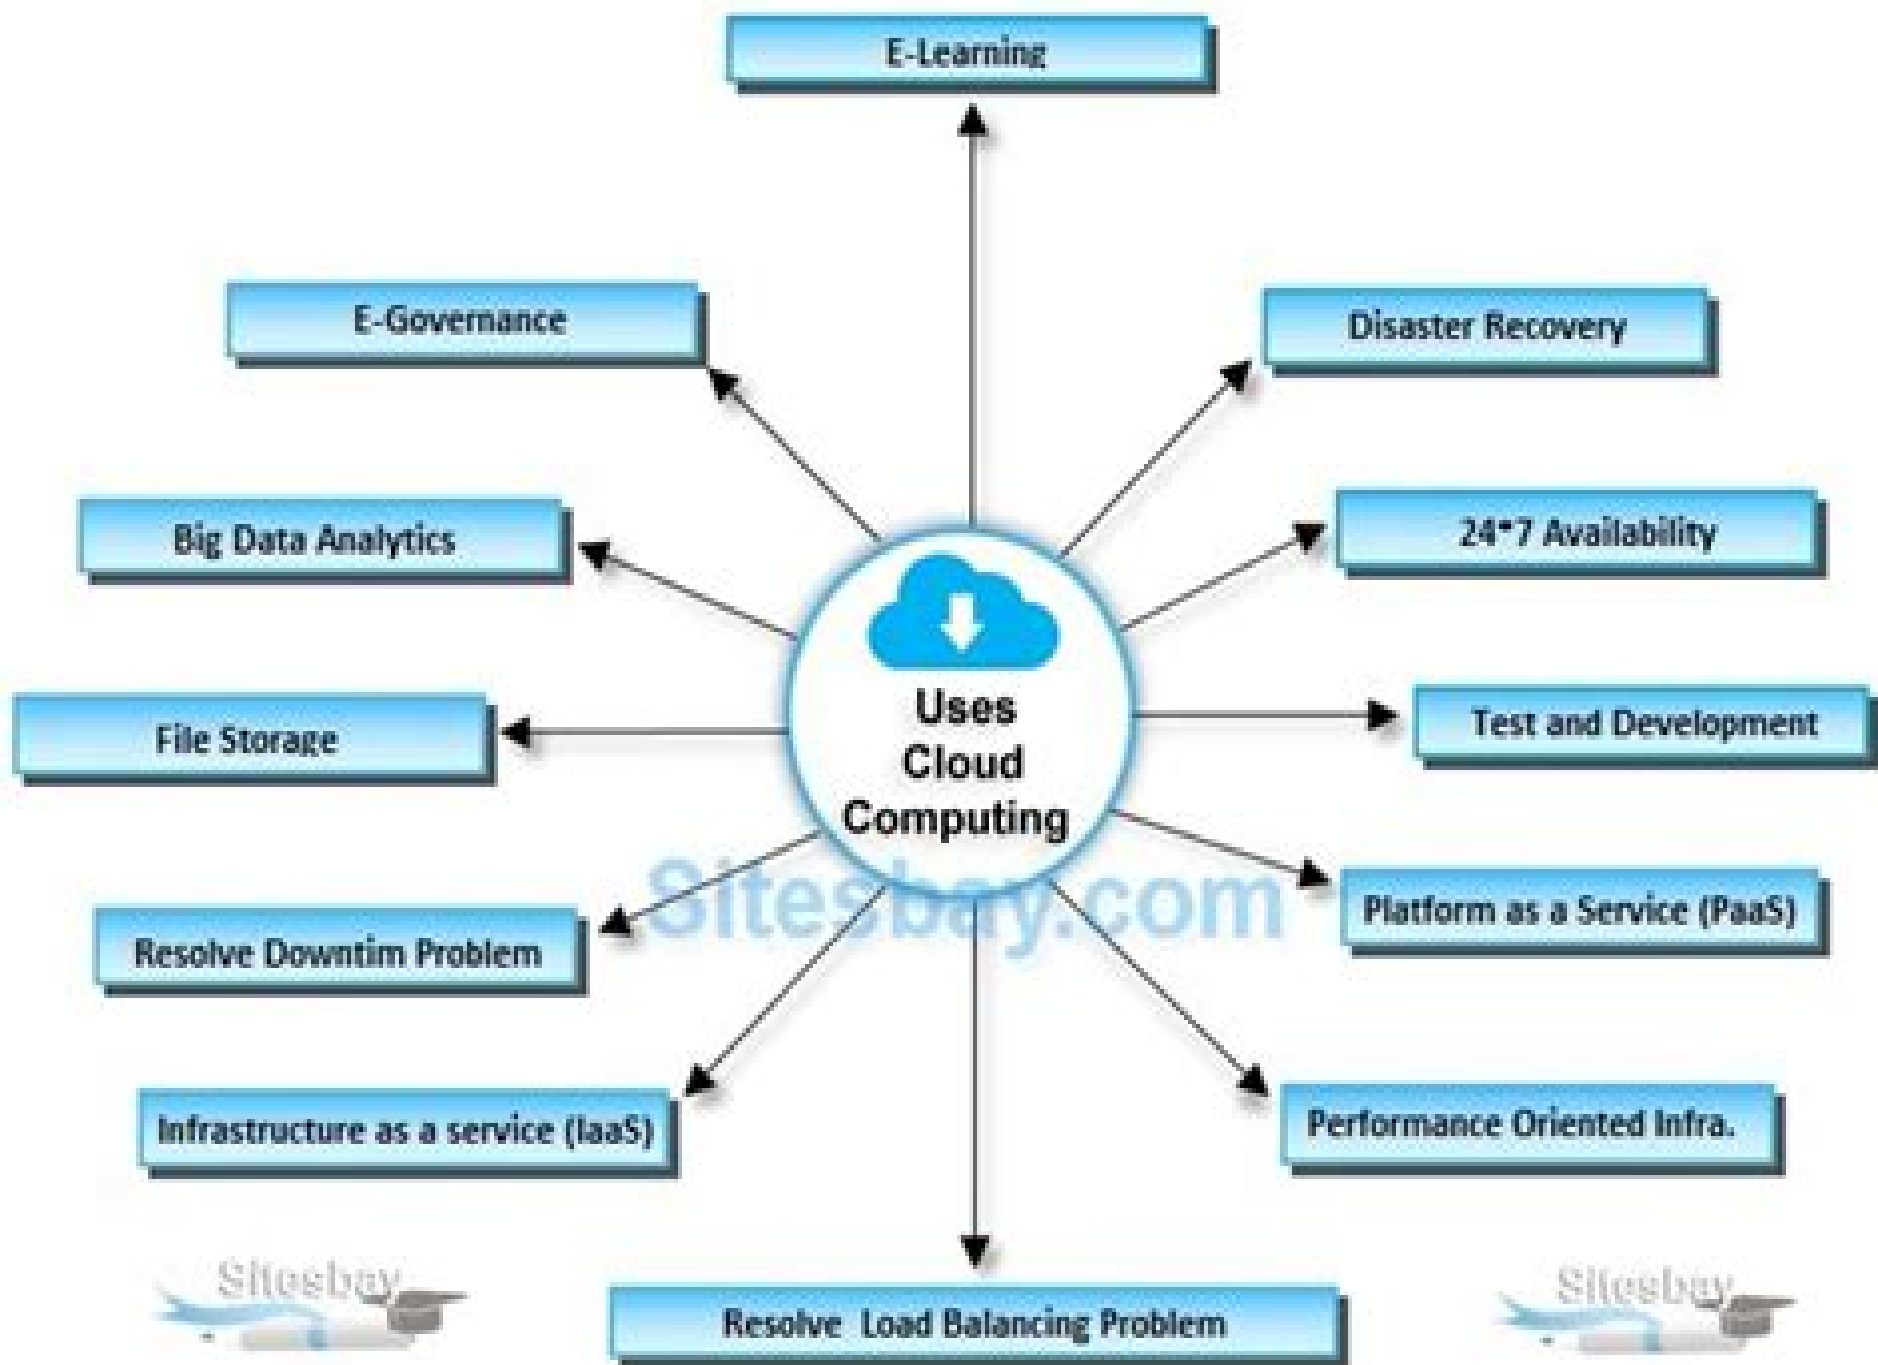 E-Learning
E-Governance
Disaster Recovery
Big Data Analytics
24*7 Availability
Uses
Cloud
Computing
File Storage
Test and Development
Sitesbay.com
Resolve Downtim Problem
Platform as a Service (PaaS)
Infrastructure as a service (IaaS)
Performance Oriented Infra.
Resolve Load Balancing Problem
Sitesbay
Sitesbay